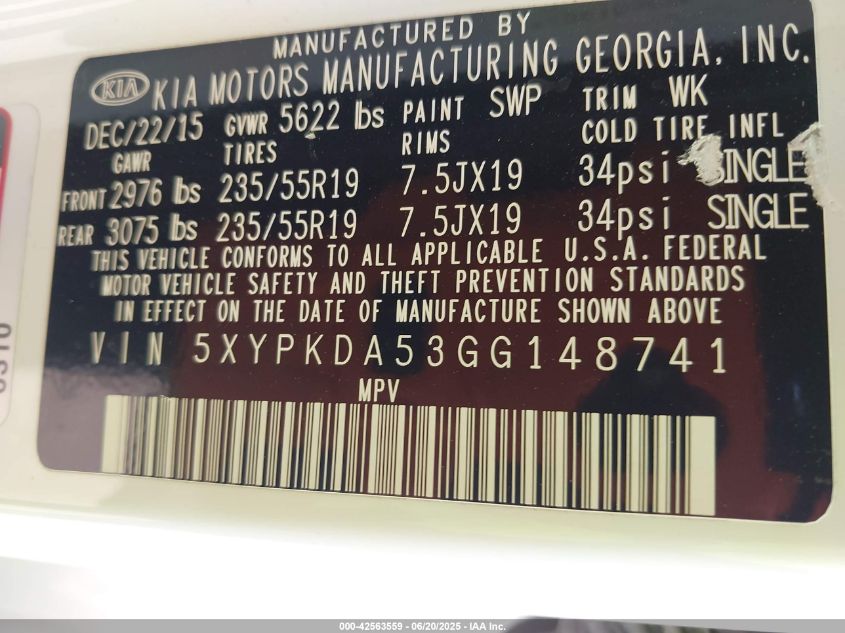 MANUFACTURED BY
KIA KIA MOTORS MANUFACTURING GEORGIA, INC.
DEC/22/15 GVWR 5622 lbs PAINT SWP TRIM WK
GAWR TIRES RIMS COLD TIRE INFL
FRONT 2976 lbs 235/55R19 7.5JX19 34psi SINGLE
REAR 3075 lbs 235/55R19 7.5JX19 34psi SINGLE
THIS VEHICLE CONFORMS TO ALL APPLICABLE U.S.A. FEDERAL
MOTOR VEHICLE SAFETY AND THEFT PREVENTION STANDARDS
IN EFFECT ON THE DATE OF MANUFACTURE SHOWN ABOVE
VIN 5XYPKDA53GG148741
MPV
000-42563559 - 06/20/2025 - IAA Inc.